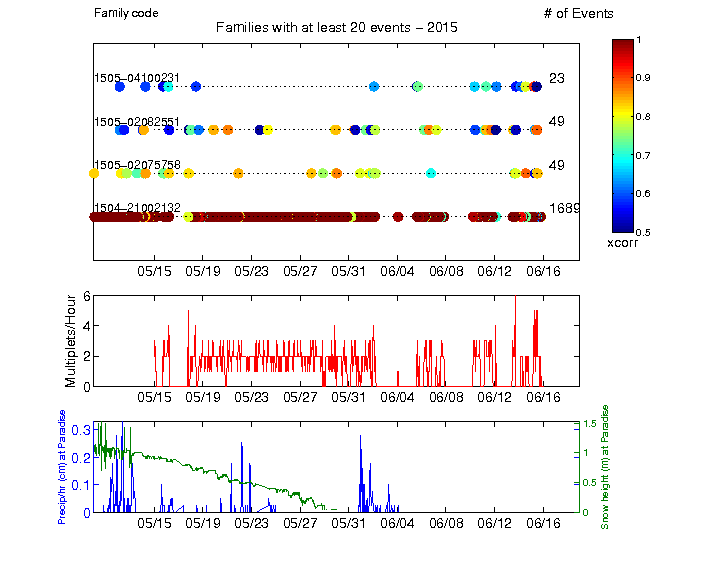 Family code
# of Events
Families with at least 20 events − 2015
1505−04100231
23
1505−02082551
49
1505−02075758
49
1504−21002132
1689
1
0.9
0.8
0.7
0.6
0.5
xcorr
05/15 05/19 05/23 05/27 05/31 06/04 06/08 06/12 06/16
Multiplets/Hour
6
4
2
0
05/15 05/19 05/23 05/27 05/31 06/04 06/08 06/12 06/16
Precip/hr (cm) at Paradise
0.3
0.2
0.1
0
1.5
1
0.5
0
Snow height (m) at Paradise
05/15 05/19 05/23 05/27 05/31 06/04 06/08 06/12 06/16